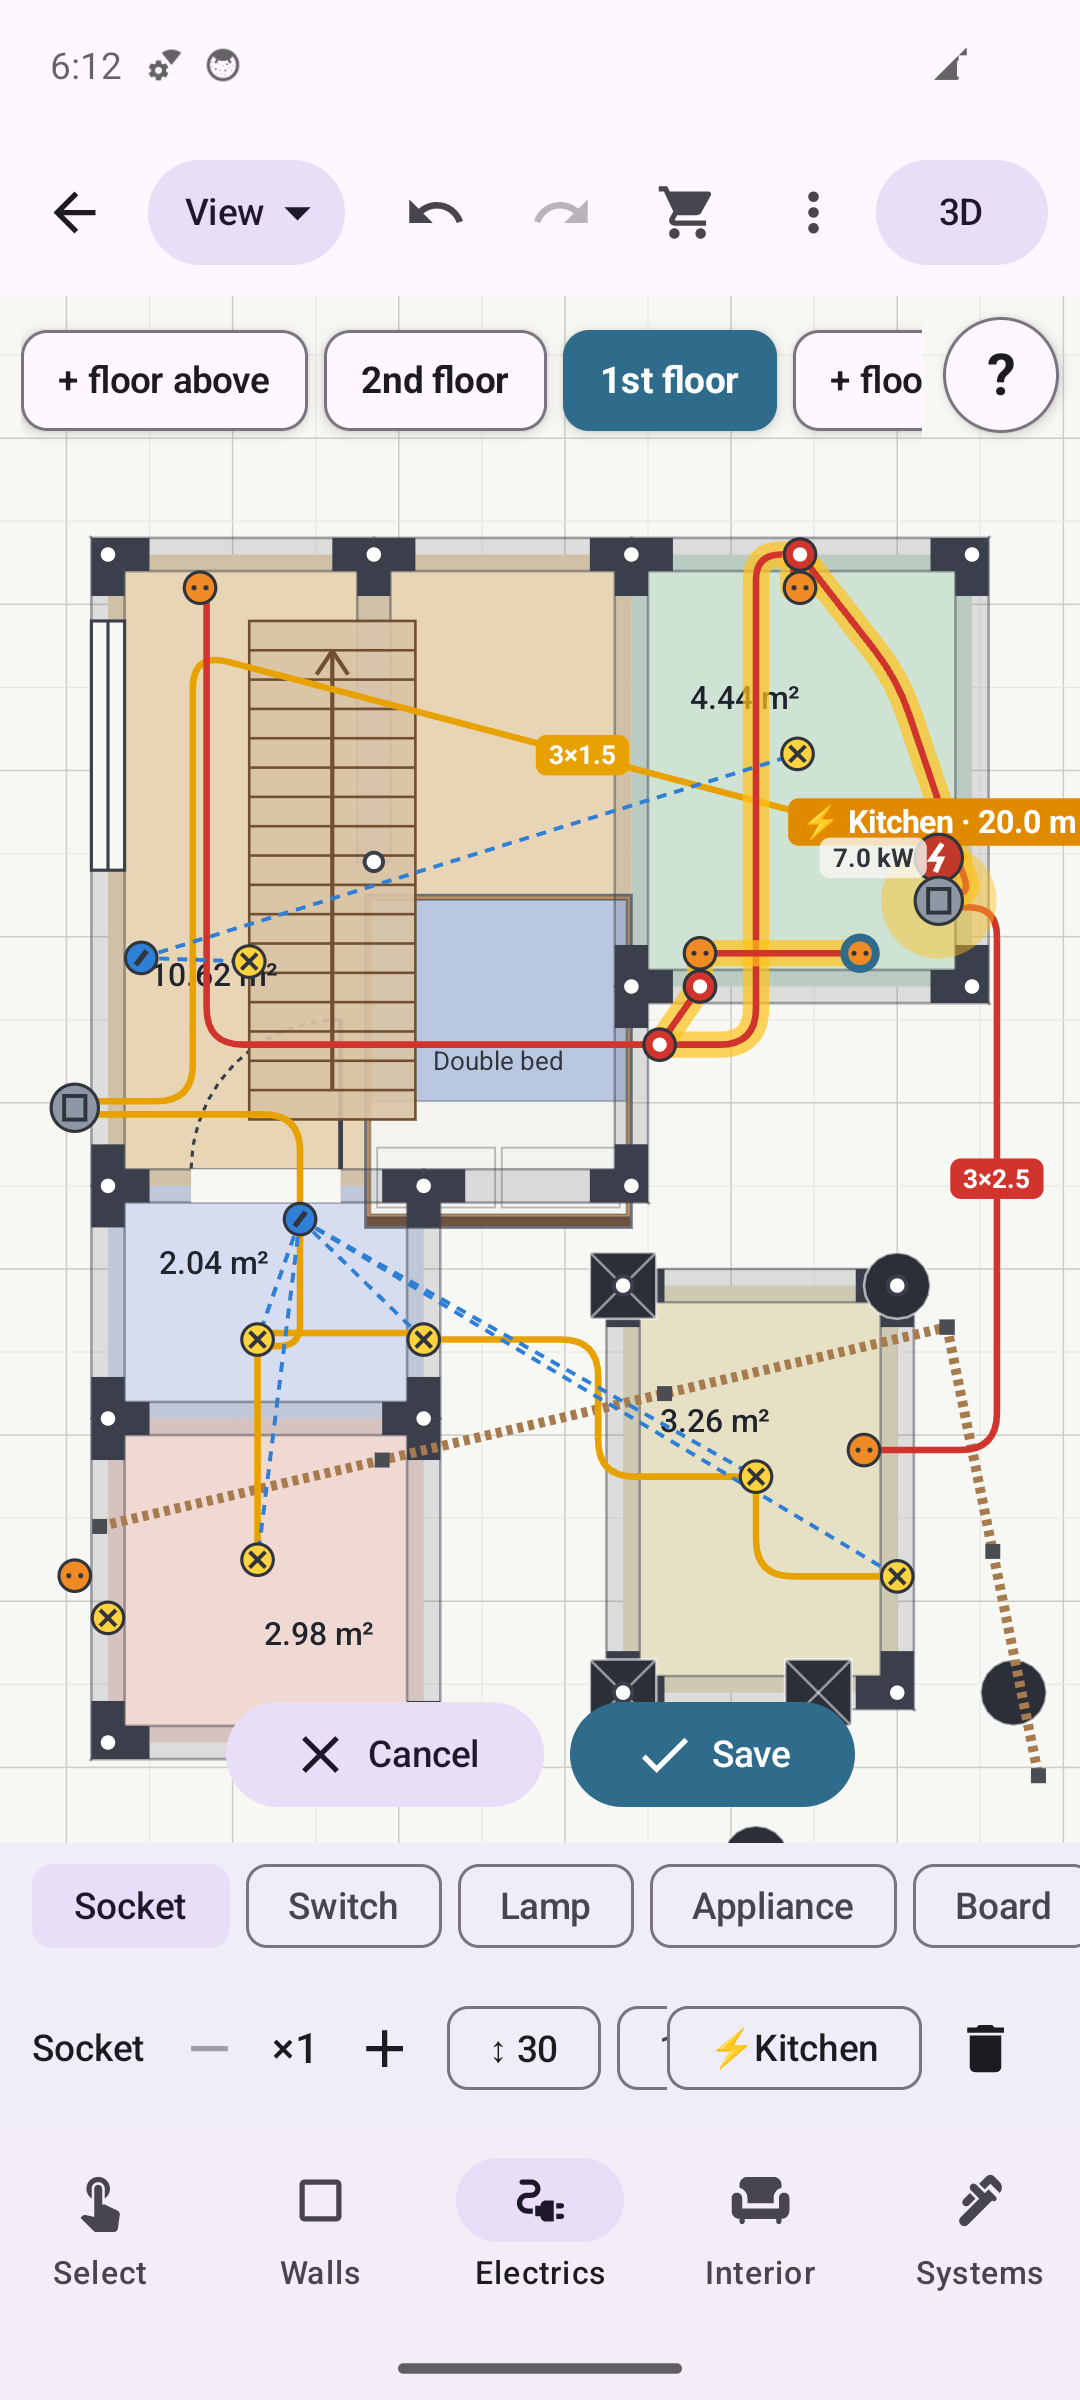 6:12
View
3D
+ floor above
2nd floor
1st floor
+ floo
?
4.44 m²
3×1.5
⚡ Kitchen · 20.0 m
7.0 kW
10.62 m²
Double bed
3×2.5
2.04 m²
3.26 m²
2.98 m²
Cancel
Save
Socket
Switch
Lamp
Appliance
Board
Socket
− ×1 +
↕ 30
⚡Kitchen
Select
Walls
Electrics
Interior
Systems